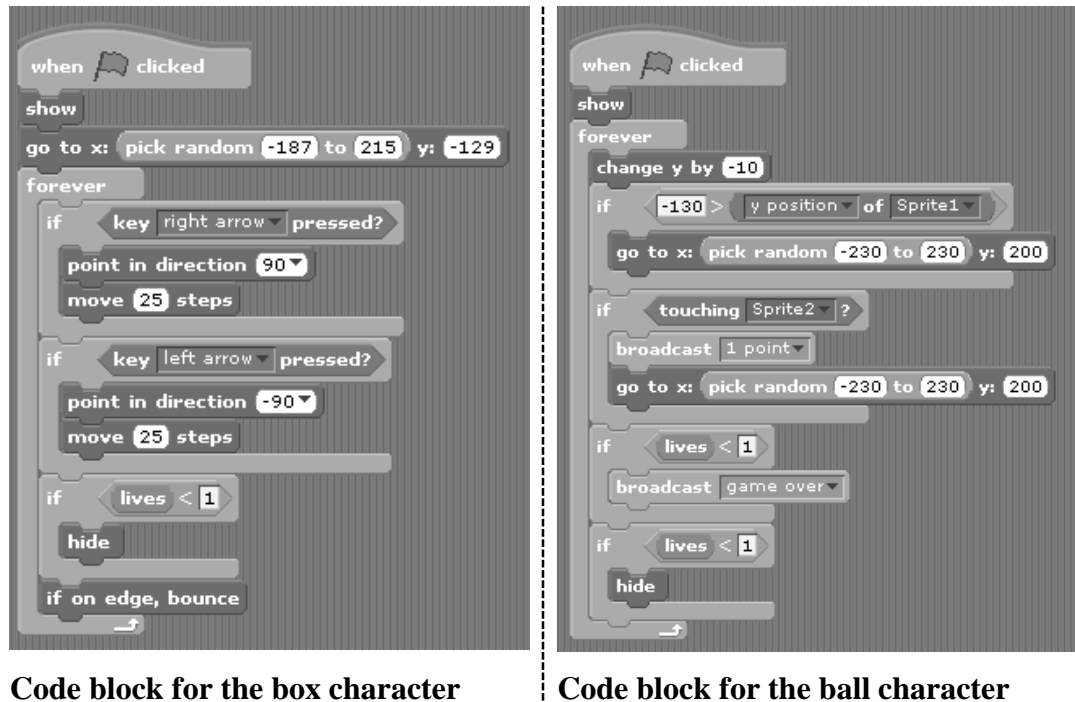 when clicked
show
go to x: pick random -187 to 215 y: -129
forever
if key right arrow pressed?
point in direction 90
move 25 steps
if key left arrow pressed?
point in direction -90
move 25 steps
if lives < 1
hide
if on edge, bounce
Code block for the box character
when clicked
show
forever
change y by -10
if -130 > y position of Sprite1
go to x: pick random -230 to 230 y: 200
if touching Sprite2 ?
broadcast 1 point
go to x: pick random -230 to 230 y: 200
if lives < 1
broadcast game over
if lives < 1
hide
Code block for the ball character